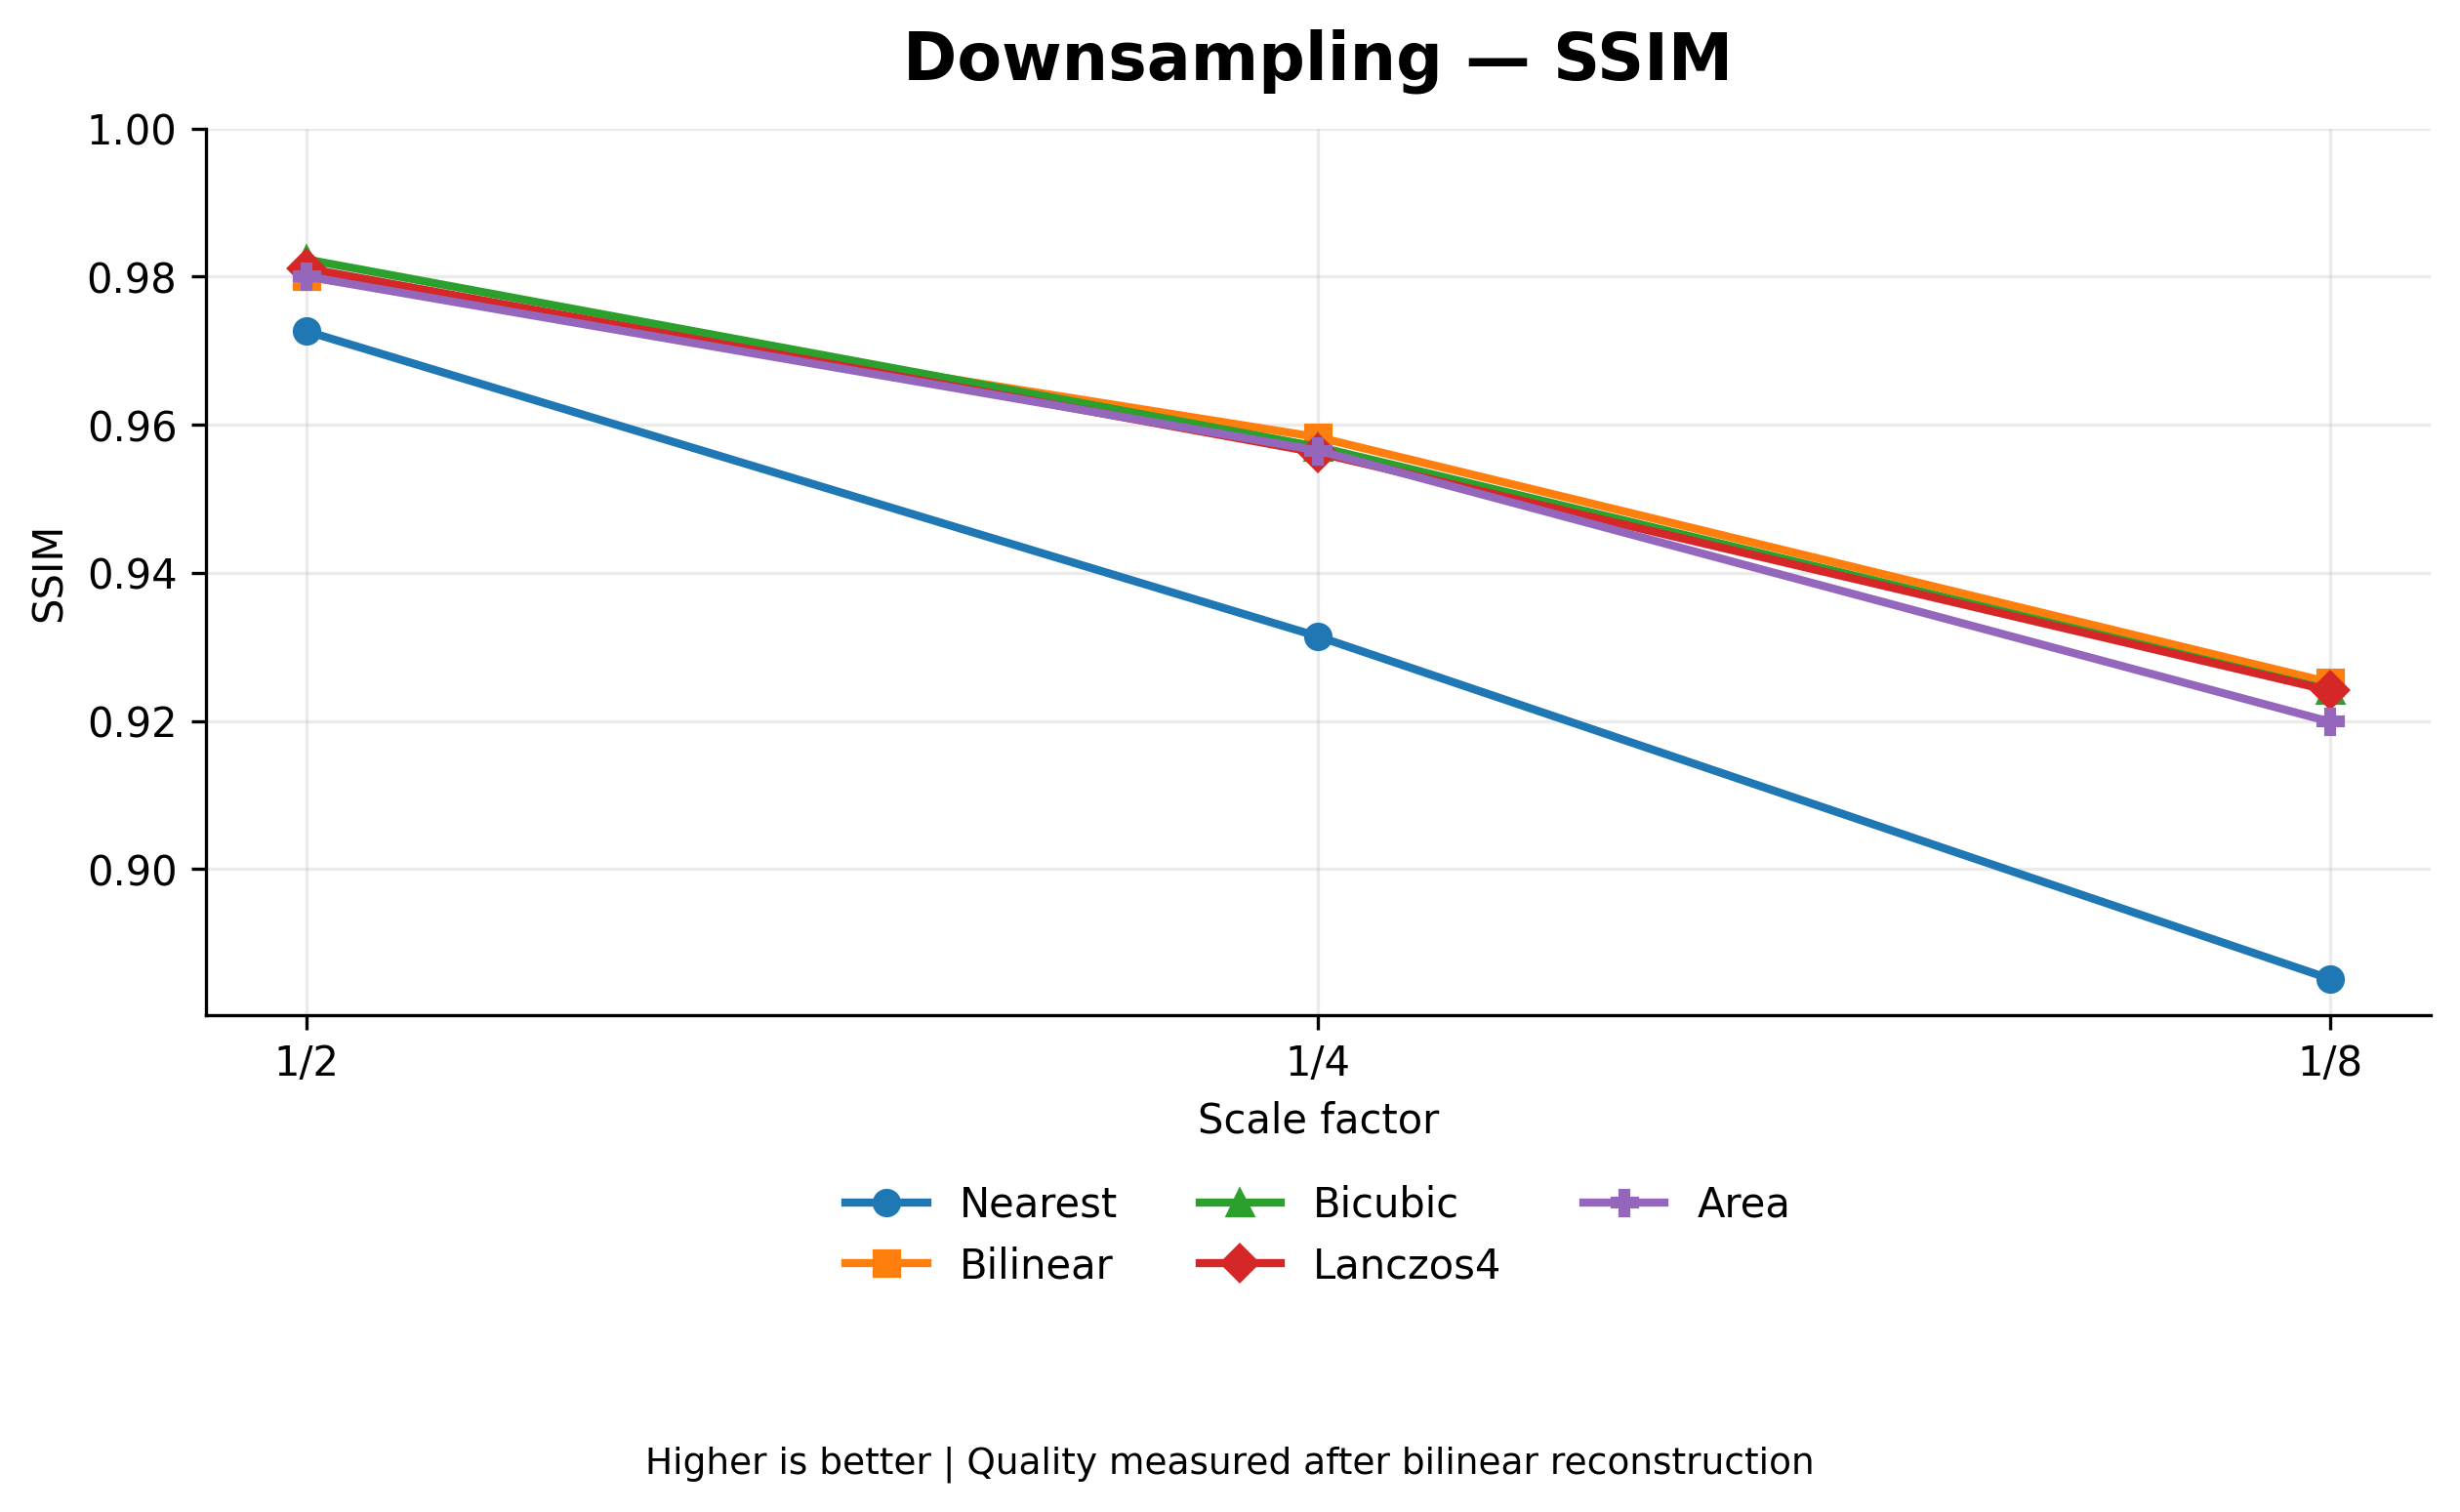 Downsampling — SSIM
1.00
0.98
0.96
0.94
0.92
0.90
SSIM
1/2
1/4
1/8
Scale factor
Nearest
Bilinear
Bicubic
Lanczos4
Area
Higher is better | Quality measured after bilinear reconstruction